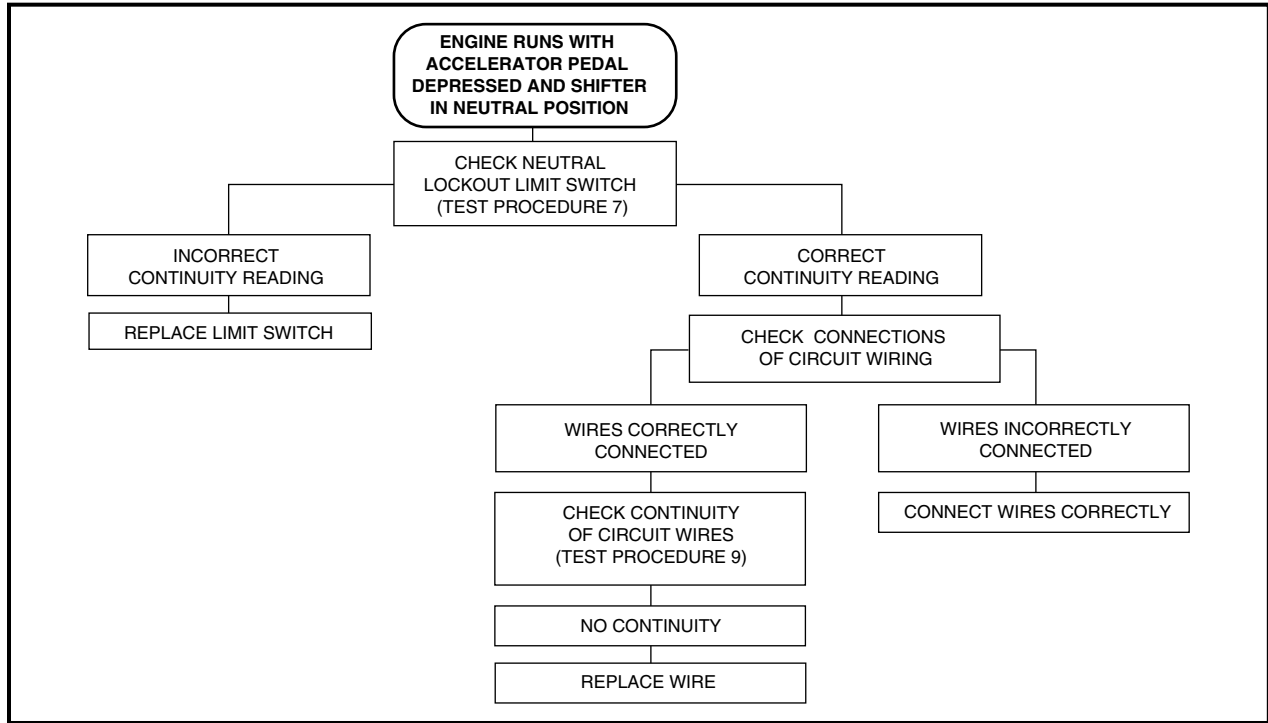 ENGINE RUNS WITH
ACCELERATOR PEDAL
DEPRESSED AND SHIFTER
IN NEUTRAL POSITION
CHECK NEUTRAL
LOCKOUT LIMIT SWITCH
(TEST PROCEDURE 7)
INCORRECT
CONTINUITY READING
REPLACE LIMIT SWITCH
CORRECT
CONTINUITY READING
CHECK CONNECTIONS
OF CIRCUIT WIRING
WIRES CORRECTLY
CONNECTED
CHECK CONTINUITY
OF CIRCUIT WIRES
(TEST PROCEDURE 9)
NO CONTINUITY
REPLACE WIRE
WIRES INCORRECTLY
CONNECTED
CONNECT WIRES CORRECTLY